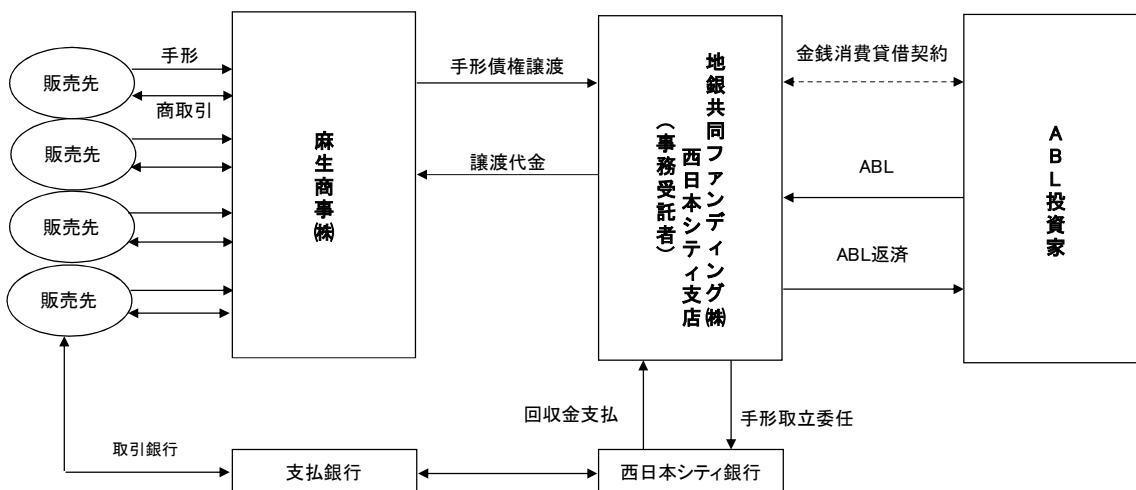 販売先
手形
商取引
販売先
販売先
販売先
麻生商事㈱
手形債権譲渡
譲渡代金
地銀共同ファンディング㈱
西日本シティ支店
（事務受託者）
金銭消費貸借契約
ABL
ABL返済
ABL投資家
回収金支払
手形取立委任
取引銀行
支払銀行
西日本シティ銀行